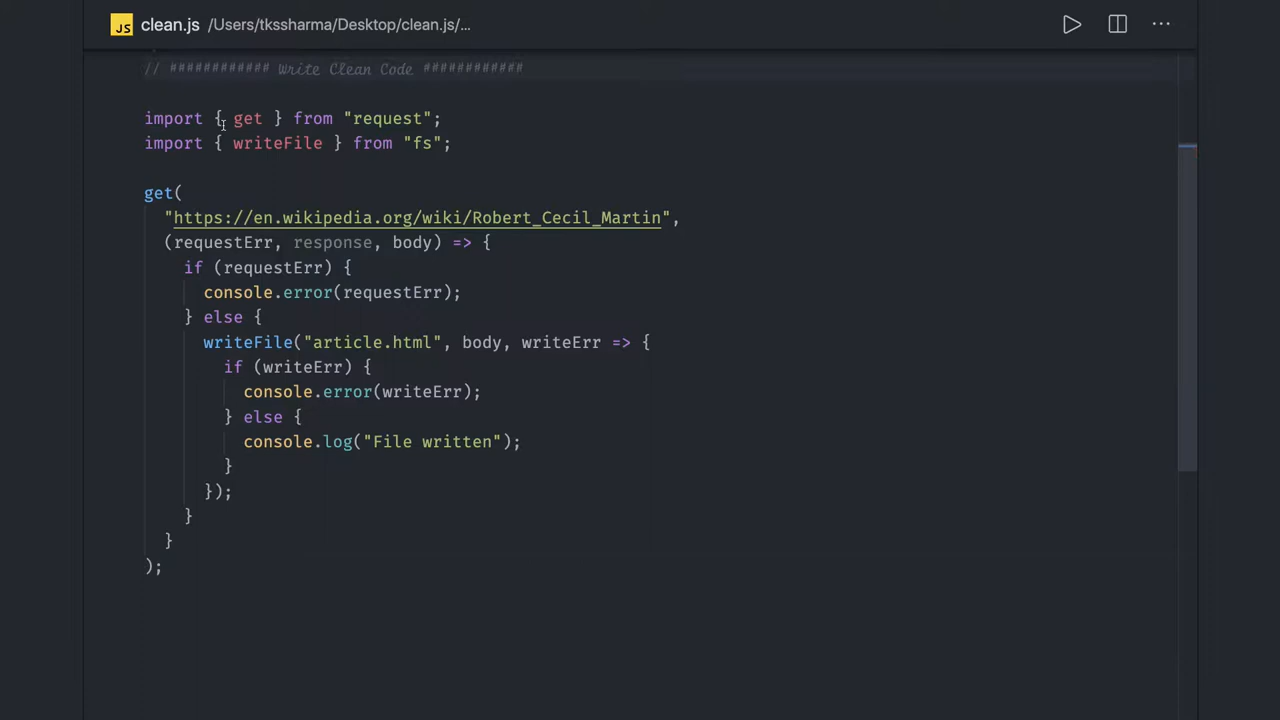 JS clean.js /Users/tkssharma/Desktop/clean.js/...
// ############ Write Clean Code ############
import { get } from "request";
import { writeFile } from "fs";
get(
"https://en.wikipedia.org/wiki/Robert_Cecil_Martin",
(requestErr, response, body) => {
if (requestErr) {
console.error(requestErr);
} else {
writeFile("article.html", body, writeErr => {
if (writeErr) {
console.error(writeErr);
} else {
console.log("File written");
}
});
}
}
);